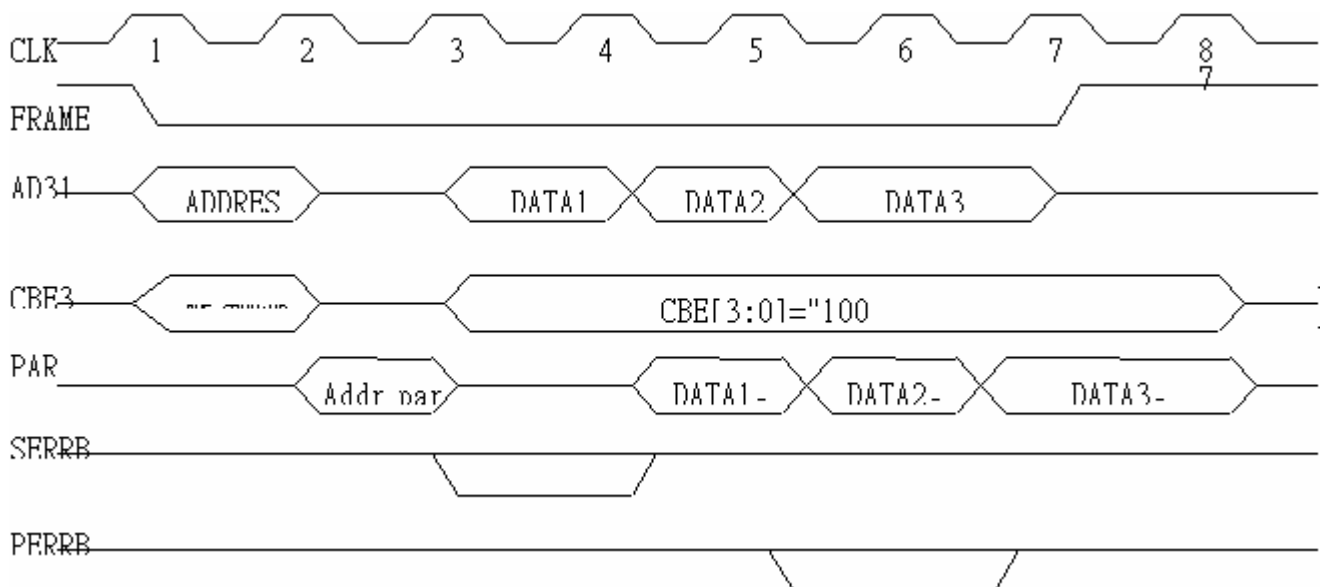 CLK 1 2 3 4 5 6 7 8
7
FRAME
AD31 ADDRES DATA1 DATA2 DATA3
CBE3 CBE[3:0]="100
PAR Addr par DATA1- DATA2- DATA3-
SERRB
PERRB